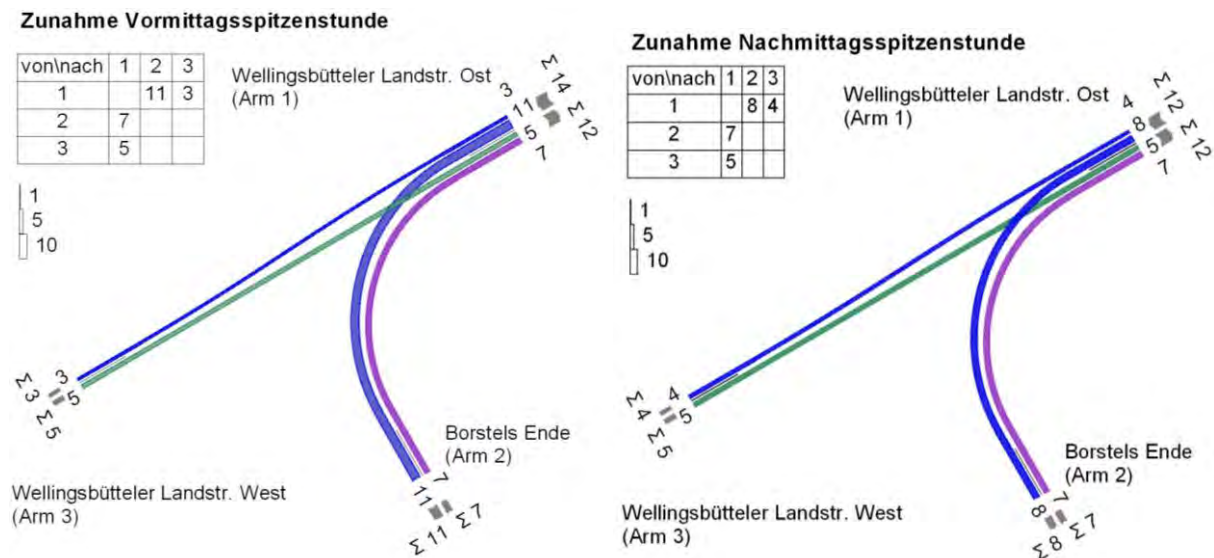 Zunahme Vormittagsspitzenstunde
von\nach 1 2 3
1 11 3
2 7
3 5
1
5
10
Wellingsbütteler Landstr. Ost
(Arm 1)
3
11
Σ 14
5
7
Σ 12
3
5
Σ 3
Σ 5
Borstels Ende
(Arm 2)
7
11
Σ 7
Σ 11
Wellingsbütteler Landstr. West
(Arm 3)
Zunahme Nachmittagsspitzenstunde
von\nach 1 2 3
1 8 4
2 7
3 5
1
5
10
Wellingsbütteler Landstr. Ost
(Arm 1)
4
8
Σ 12
5
7
Σ 12
4
5
Σ 4
Σ 5
Borstels Ende
(Arm 2)
7
8
Σ 7
Σ 8
Wellingsbütteler Landstr. West
(Arm 3)